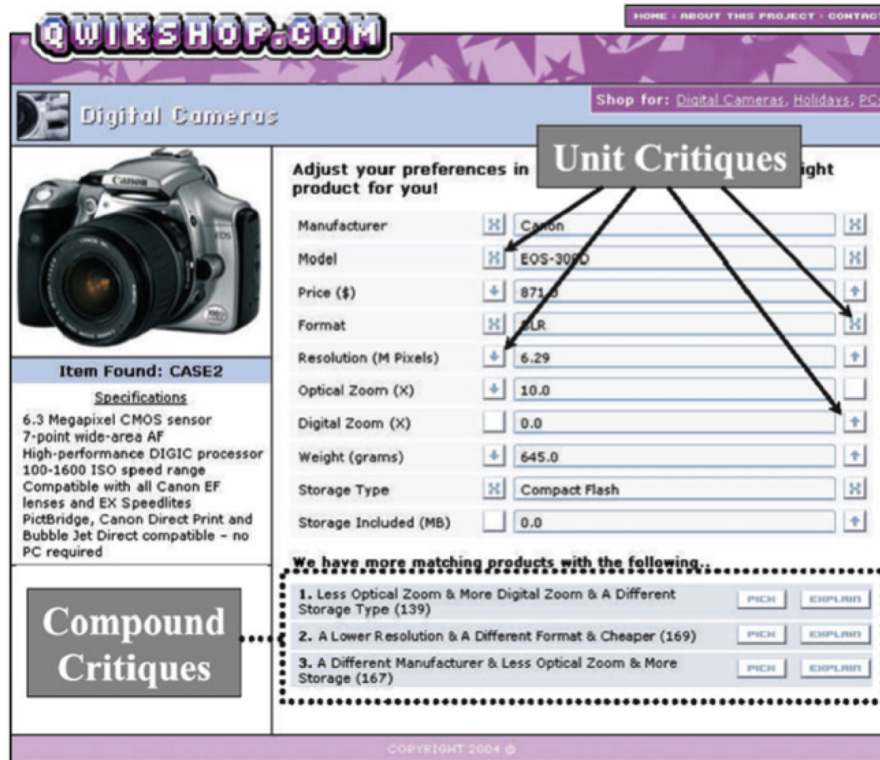 QWIKSHOP.COM
HOME | ABOUT THIS PROJECT | CONTACT
Digital Cameras
Shop for: Digital Cameras, Holidays, PCs
Unit Critiques
Adjust your preferences in
ight
product for you!
Canon
EOS
Manufacturer Canon
Model EOS-300D
Price ($) 871.
Format SLR
Resolution (M Pixels) 6.29
Optical Zoom (X) 10.0
Digital Zoom (X) 0.0
Weight (grams) 645.0
Storage Type Compact Flash
Storage Included (MB) 0.0
Item Found: CASE2
Specifications
6.3 Megapixel CMOS sensor
7-point wide-area AF
High-performance DIGIC processor
100-1600 ISO speed range
Compatible with all Canon EF
lenses and EX Speedlites
PictBridge, Canon Direct Print and
Bubble Jet Direct compatible – no
PC required
We have more matching products with the following..
Compound
Critiques
1. Less Optical Zoom & More Digital Zoom & A Different
Storage Type (139)
PICK EXPLAIN
2. A Lower Resolution & A Different Format & Cheaper (169)
PICK EXPLAIN
3. A Different Manufacturer & Less Optical Zoom & More
Storage (167)
PICK EXPLAIN
COPYRIGHT 2004 ©